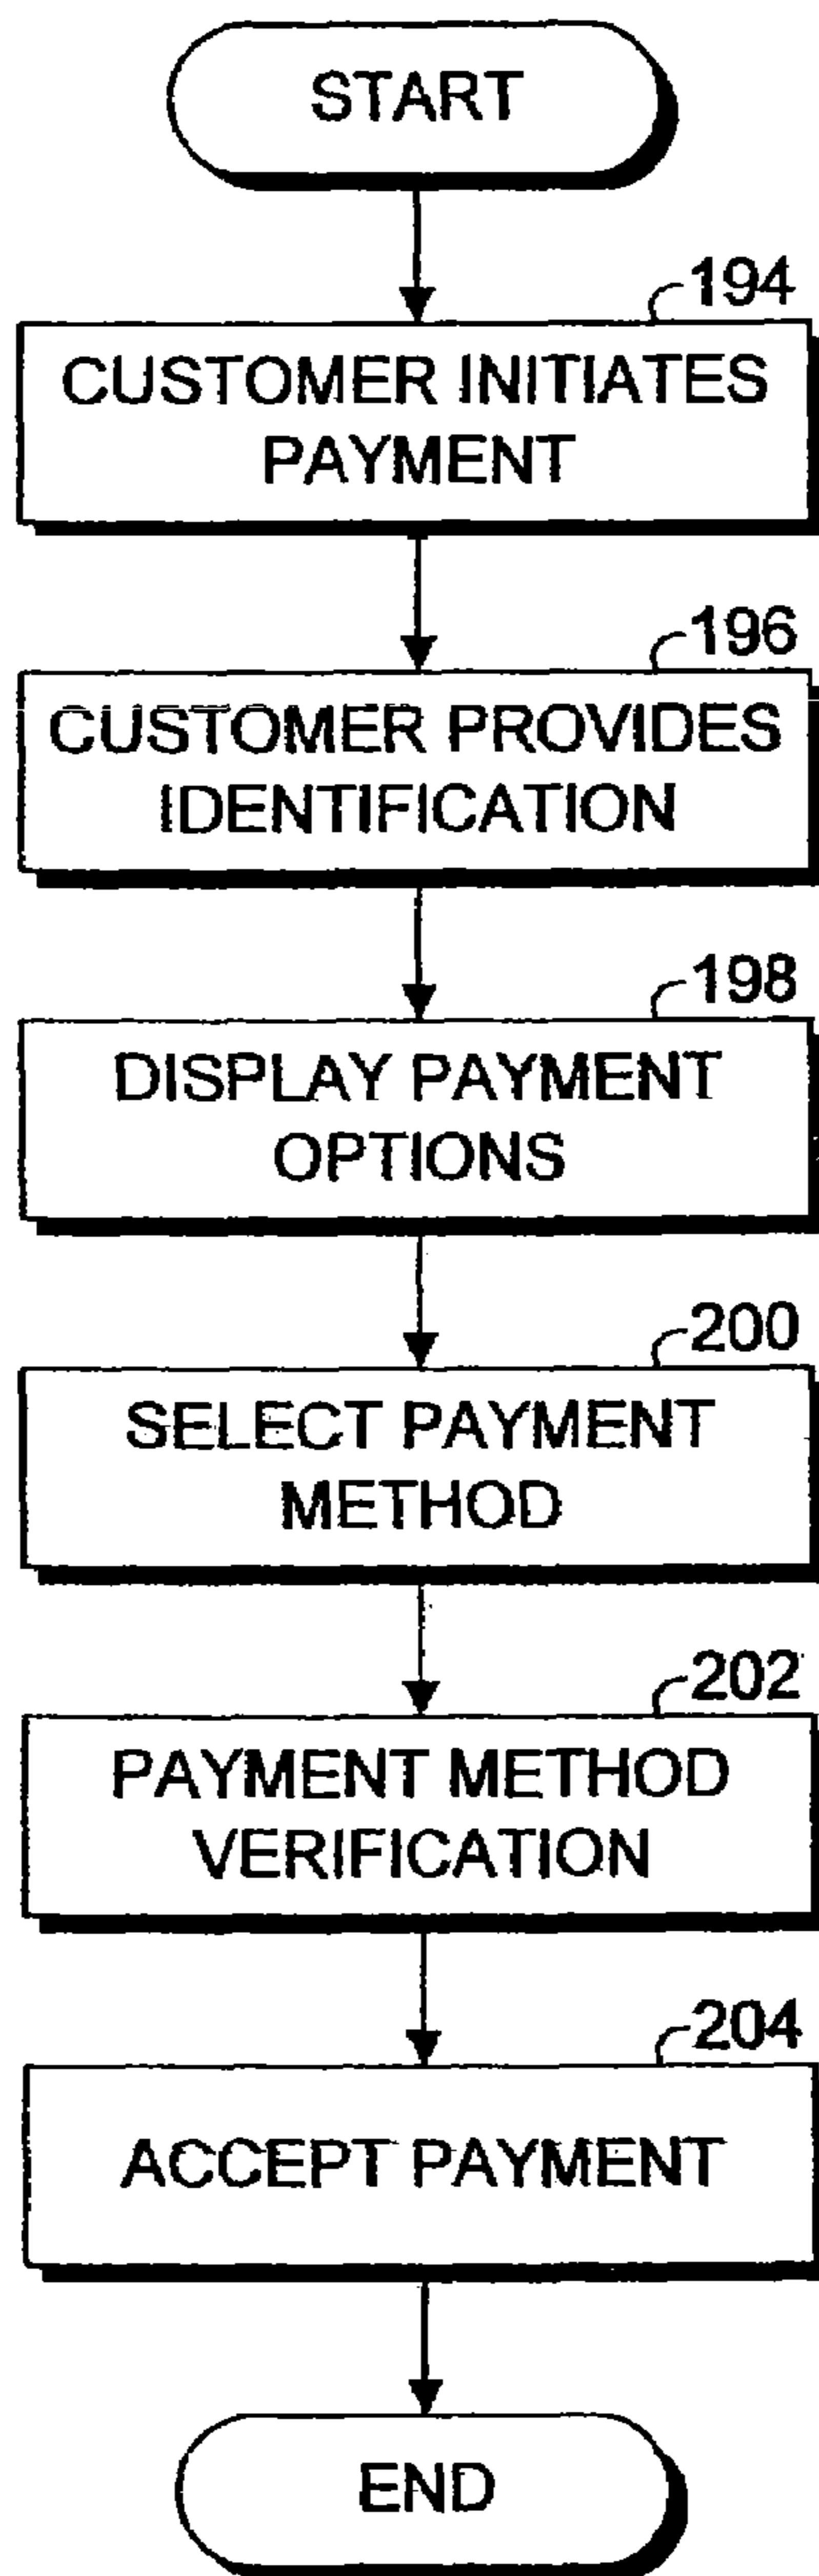 START
194
CUSTOMER INITIATES
PAYMENT
196
CUSTOMER PROVIDES
IDENTIFICATION
198
DISPLAY PAYMENT
OPTIONS
200
SELECT PAYMENT
METHOD
202
PAYMENT METHOD
VERIFICATION
204
ACCEPT PAYMENT
END